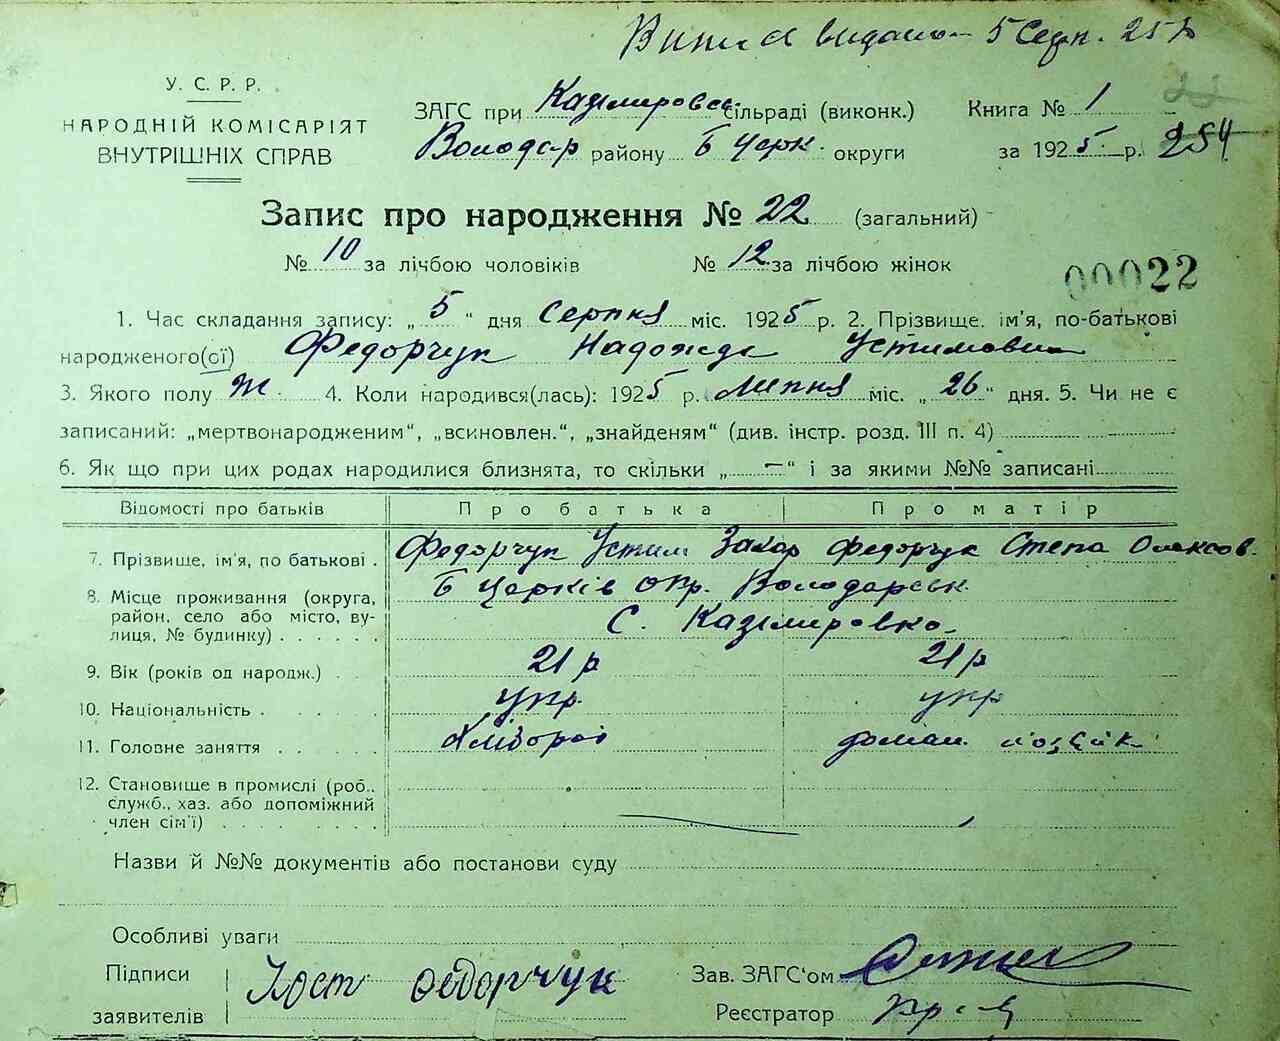 видано 5 Серп. 25 р
У. С. Р. Р.
НАРОДНІЙ КОМІСАРІЯТ
ВНУТРІШНІХ СПРАВ
ЗАГС при Казімировськ сільраді (виконк.) Книга № 1
Володар району Б Церк. округи за 1925 р. 254
Запис про народження № 22 (загальний)
№ 10 за лічбою чоловіків № 12 за лічбою жінок
00022
1. Час складання запису: „ 5 “ дня Серпня міс. 1925 р. 2. Прізвище, ім'я, по-батькові
народженого(ої) Федорчук Надожда Устимовна
3. Якого полу Ж 4. Коли народився(лась): 1925 р. Липня міс. „ 26 “ дня. 5. Чи не є
записаний: „мертвонародженим“, „всиновлен.“, „знайденям“ (див. інстр. розд. III п. 4)
6. Як що при цих родах народилися близнята, то скільки „ — “ і за якими №№ записані
Відомості про батьків Про батька Про матір
7. Прізвище, ім'я, по батькові . Федорчук Устим Захар Федорчук Степа Олексов.
8. Місце проживання (округа, район, село або місто, вулиця, № будинку) . . . . . . Б Церків окр. Володарськ.
С. Казімировко
9. Вік (років од народж.) . . 21 р 21 р
10. Національність . . . . . укр. укр
11. Головне заняття . . . . . Хлібороб домаш. хозяйк
12. Становище в промислі (роб., служб., хаз. або допоміжний член сім'ї) . . . . . . .
Назви й №№ документів або постанови суду
Особливі уваги
Підписи заявителів Федорчук
Зав. ЗАГС'ом
Реєстратор